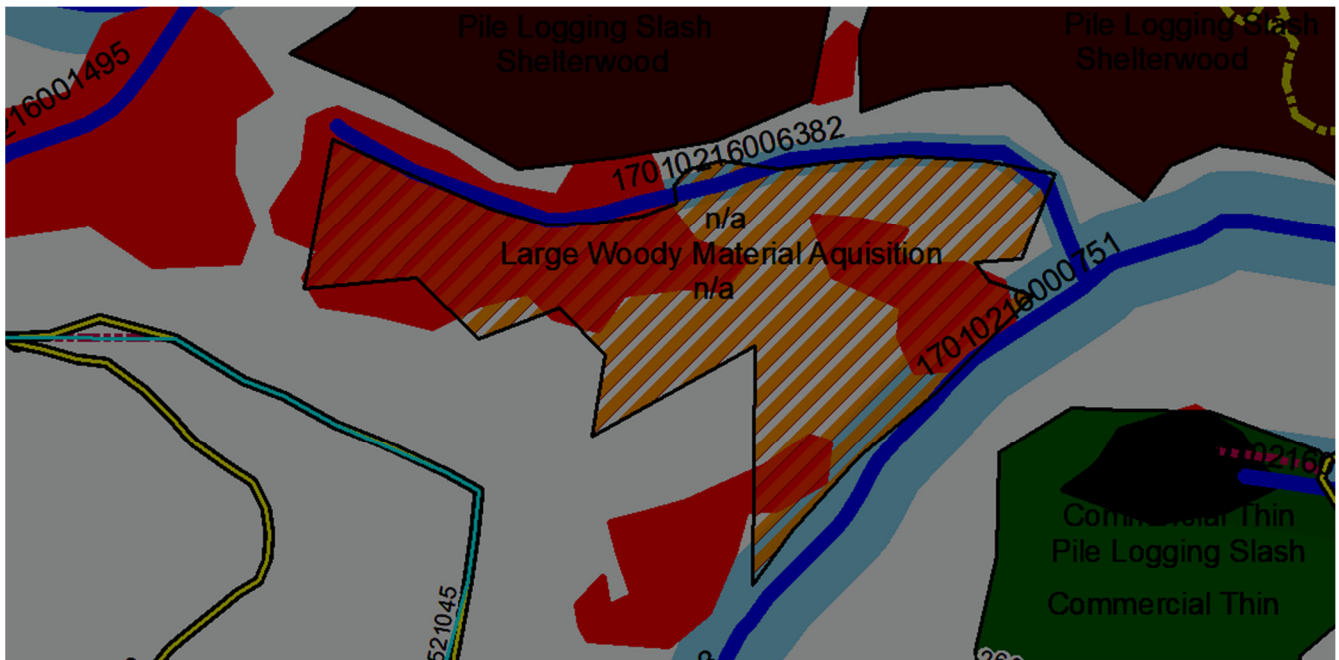 Pile Logging Slash
Shelterwood
Pile Logging Slash
Shelterwood
216001495
17010216006382
n/a
Large Woody Material Aquisition
n/a
17010216000751
0216
Commercial Thin
Pile Logging Slash
Commercial Thin
521045